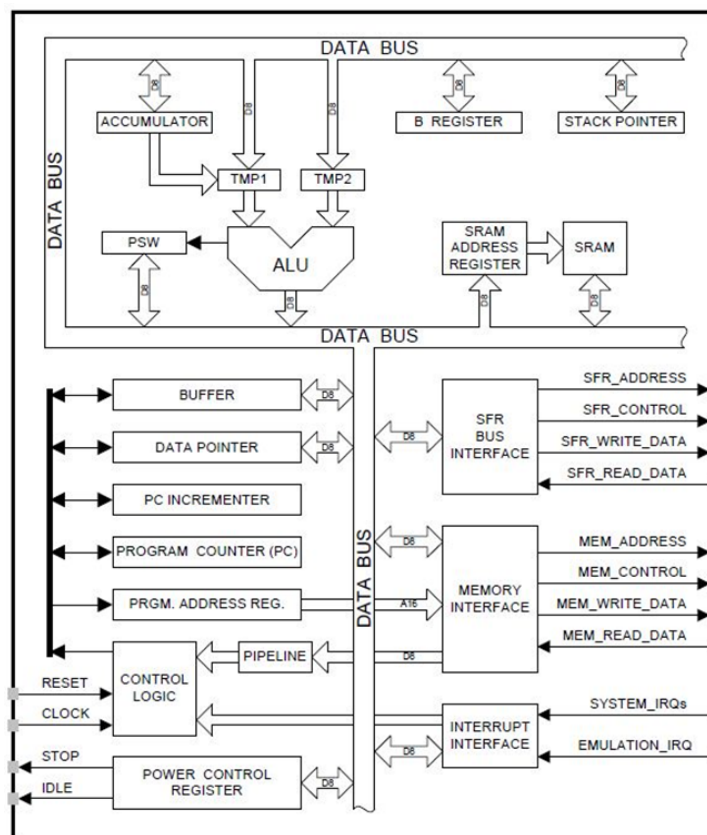 DATA BUS
D8
D8
D8
D8
D8
ACCUMULATOR
B REGISTER
STACK POINTER
DATA BUS
TMP1
TMP2
PSW
ALU
SRAM
ADDRESS
REGISTER
SRAM
D8
D8
D8
D8
DATA BUS
BUFFER
D8
DATA POINTER
D8
PC INCREMENTER
PROGRAM COUNTER (PC)
PRGM. ADDRESS REG.
A16
DATA BUS
D8
SFR
BUS
INTERFACE
SFR_ADDRESS
SFR_CONTROL
SFR_WRITE_DATA
SFR_READ_DATA
D8
MEMORY
INTERFACE
MEM_ADDRESS
MEM_CONTROL
MEM_WRITE_DATA
MEM_READ_DATA
PIPELINE
D8
CONTROL
LOGIC
RESET
CLOCK
INTERRUPT
INTERFACE
SYSTEM_IRQs
EMULATION_IRQ
D8
STOP
IDLE
POWER CONTROL
REGISTER
D8